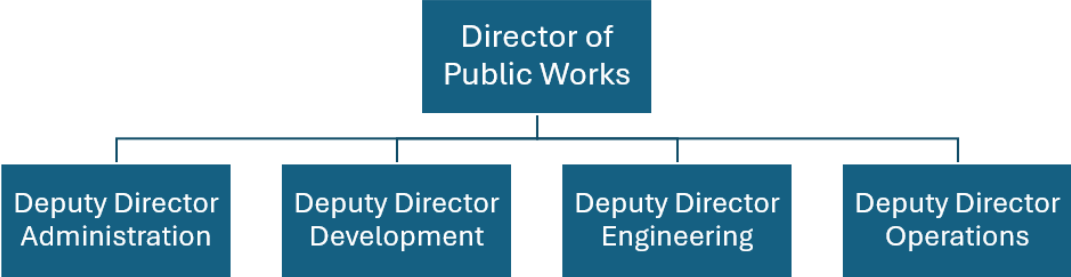 Director of
Public Works
Deputy Director
Administration
Deputy Director
Development
Deputy Director
Engineering
Deputy Director
Operations